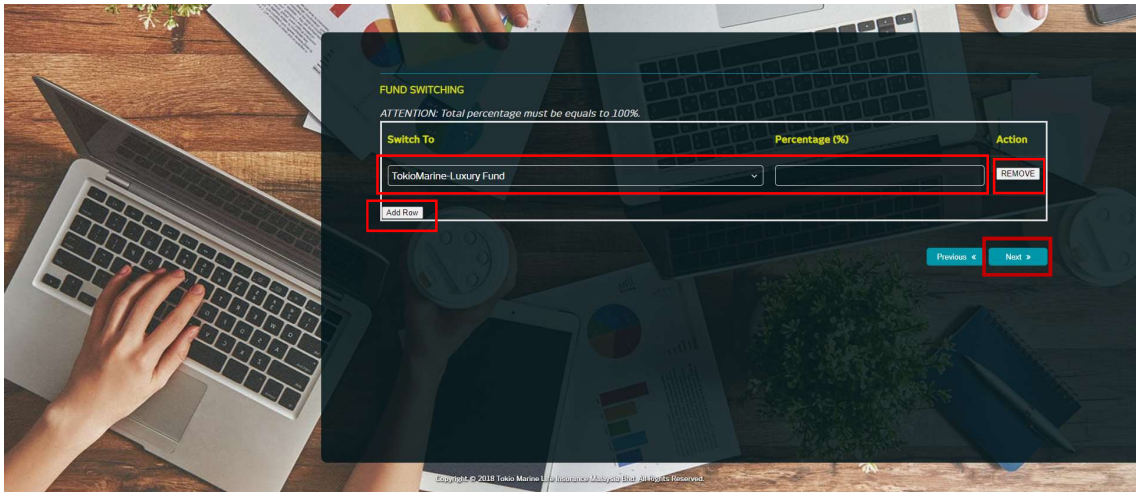 FUND SWITCHING
ATTENTION: Total percentage must be equals to 100%.
Switch To Percentage (%) Action
TokioMarine-Luxury Fund REMOVE
Add Row
Previous « Next »
Copyright © 2018 Tokio Marine Life Insurance Malaysia Bhd. All Rights Reserved.